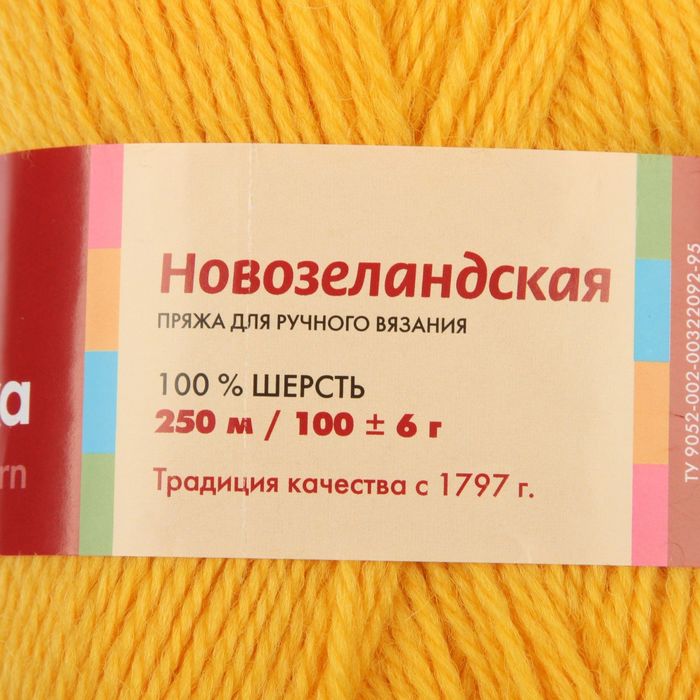 Новозеландская
ПРЯЖА ДЛЯ РУЧНОГО ВЯЗАНИЯ
100 % ШЕРСТЬ
250 м / 100 ± 6 г
Традиция качества с 1797 г.
ТУ 9052-002-00322092-95